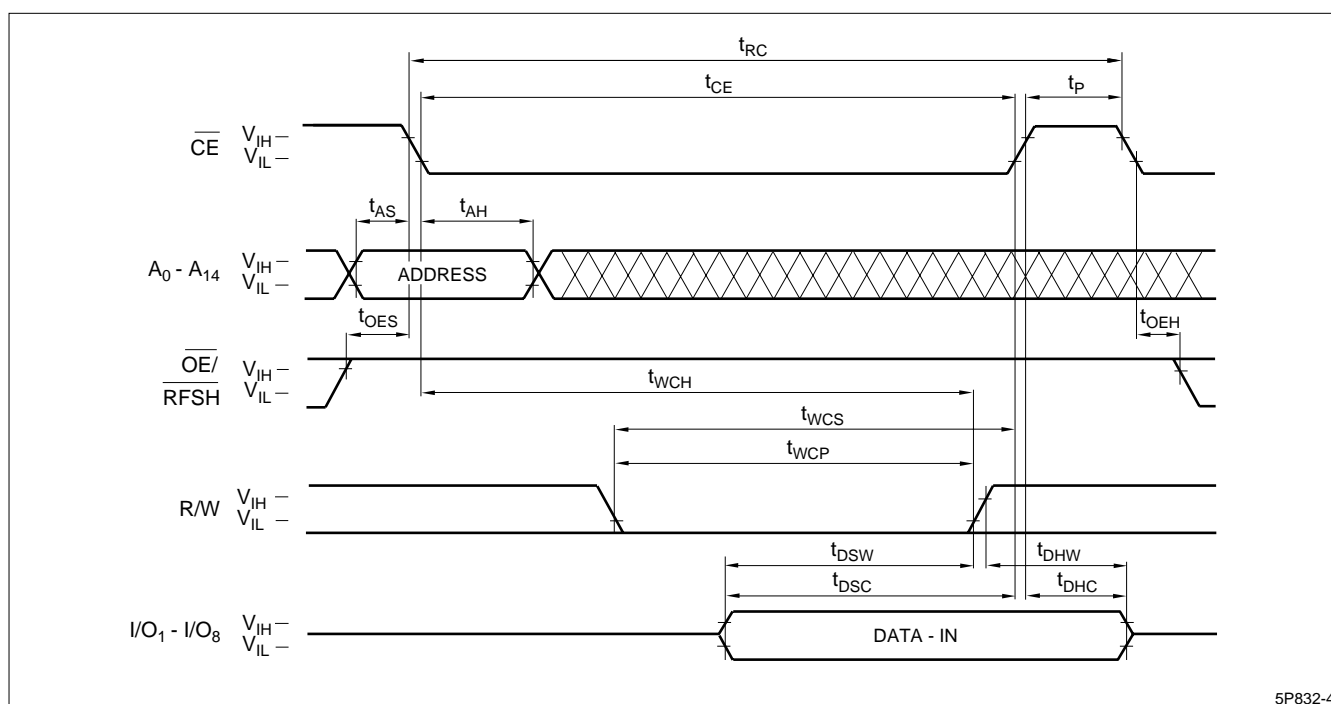 tRC
tCE tP
CE VIH
VIL
tAS tAH
A0 - A14 VIH
VIL
ADDRESS
tOES tOEH
OE/ VIH
RFSH VIL
tWCH
tWCS
tWCP
R/W VIH
VIL
tDSW tDHW
tDSC tDHC
I/O1 - I/O8 VIH
VIL
DATA - IN
5P832-4